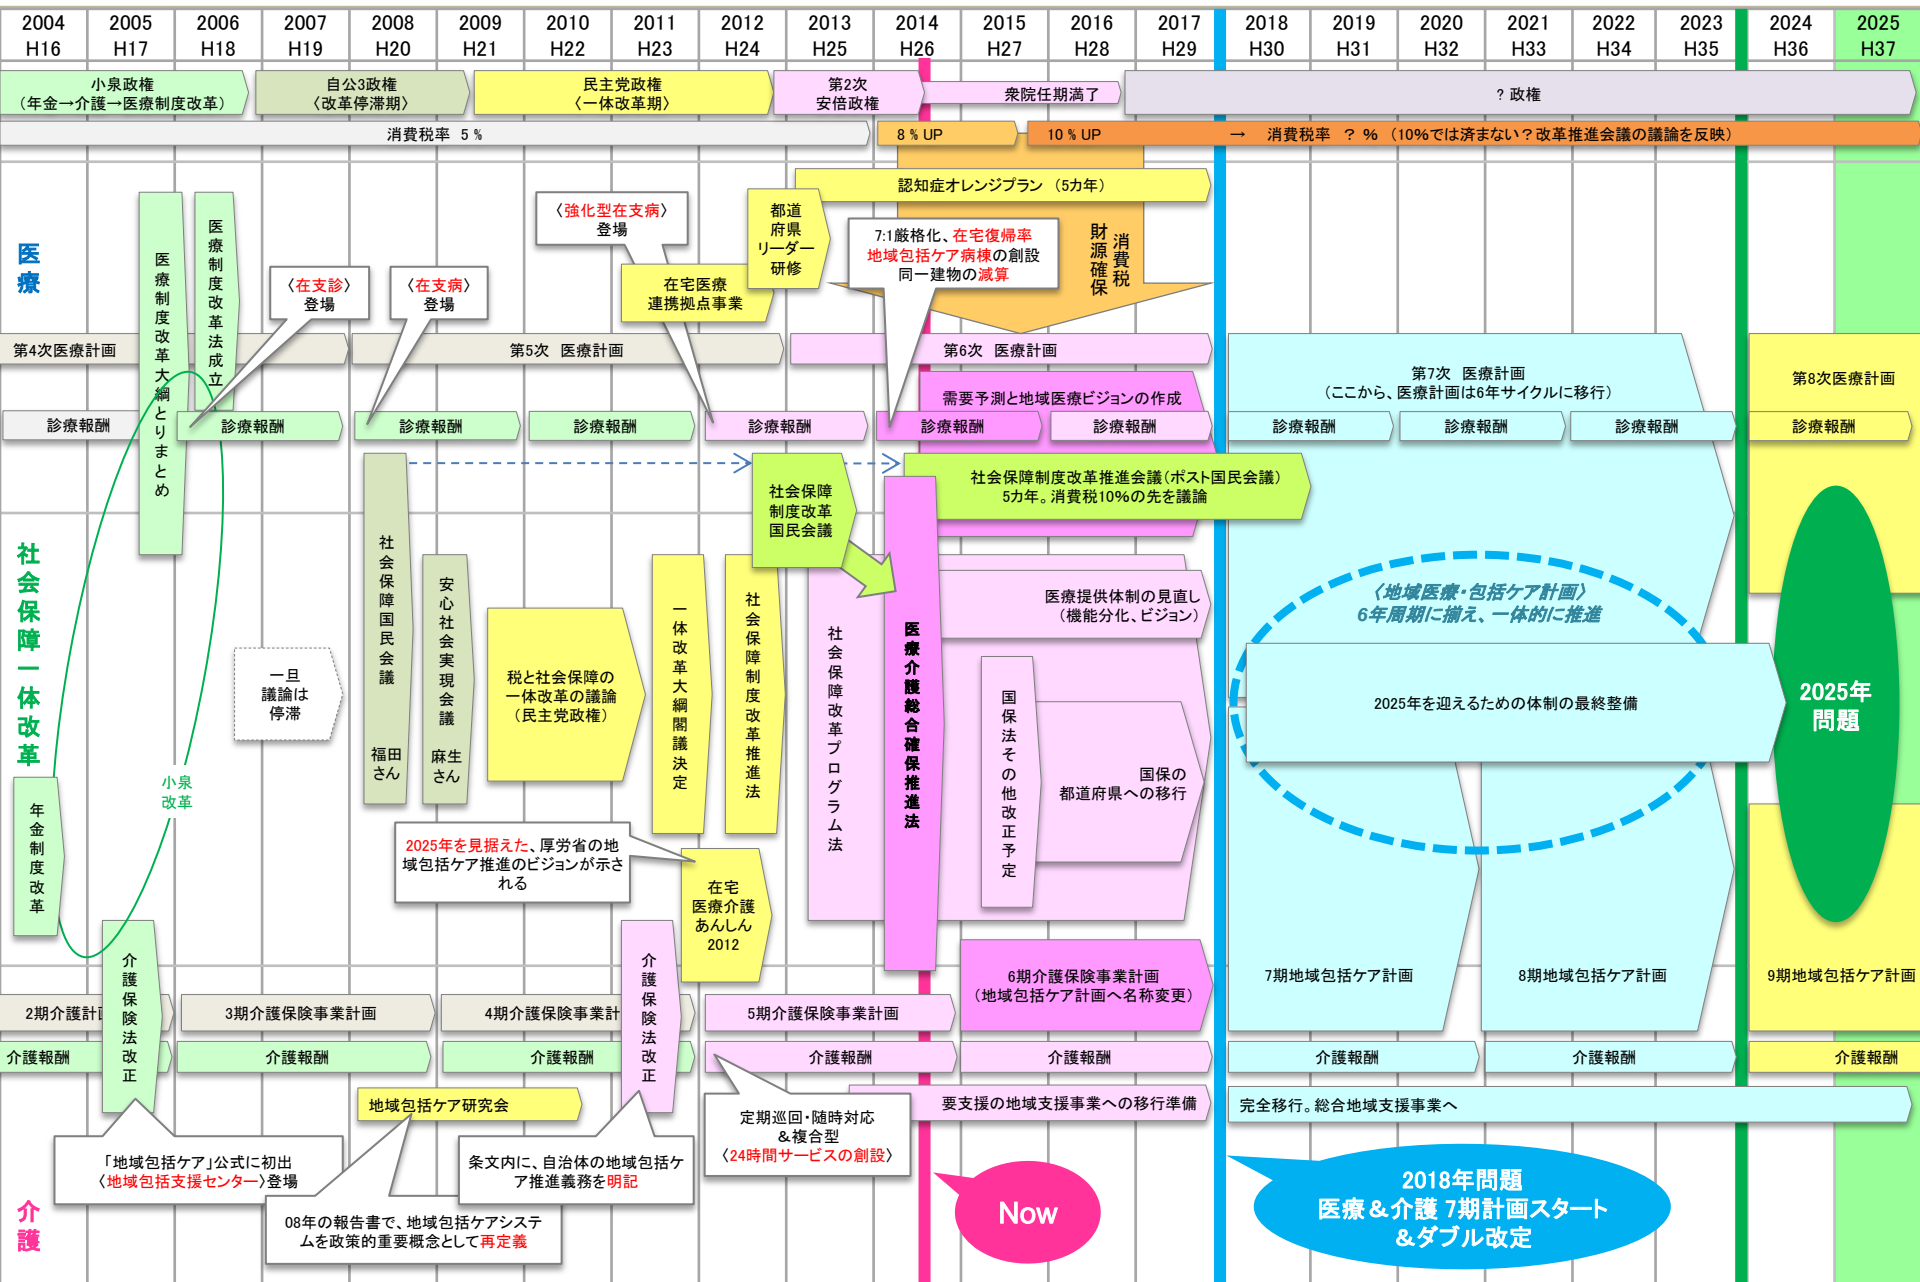 2004 2005 2006 2007 2008 2009 2010 2011 2012 2013 2014 2015 2016 2017 2018 2019 2020 2021 2022 2023 2024 2025
H16 H17 H18 H19 H20 H21 H22 H23 H24 H25 H26 H27 H28 H29 H30 H31 H32 H33 H34 H35 H36 H37
小泉政権
（年金→介護→医療制度改革）
自公3政権
〈改革停滞期〉
民主党政権
〈一体改革期〉
第2次
安倍政権
衆院任期満了
? 政権
消費税率 5 %
8 % UP
10 % UP → 消費税率 ? % （10%では済まない？改革推進会議の議論を反映）
医療
認知症オレンジプラン （5カ年）
消費税
財源確保
医療制度改革大綱とりまとめ
医療制度改革法成立
〈在支診〉
登場
〈在支病〉
登場
〈強化型在支病〉
登場
在宅医療
連携拠点事業
都道
府県
リーダー
研修
7:1厳格化、在宅復帰率
地域包括ケア病棟の創設
同一建物の減算
第4次医療計画
第5次 医療計画
第6次 医療計画
第7次 医療計画
（ここから、医療計画は6年サイクルに移行）
第8次医療計画
需要予測と地域医療ビジョンの作成
診療報酬 診療報酬 診療報酬 診療報酬 診療報酬 診療報酬 診療報酬 診療報酬 診療報酬 診療報酬 診療報酬
社会保障一体改革
社会保障
制度改革
国民会議
社会保障制度改革推進会議（ポスト国民会議）
5カ年。消費税10%の先を議論
年金制度改革
小泉
改革
一旦
議論は
停滞
社会保障国民会議
福田
さん
安心社会実現会議
麻生
さん
税と社会保障の
一体改革の議論
（民主党政権）
一体改革大綱閣議決定
社会保障制度改革推進法
社会保障改革プログラム法
医療介護総合確保推進法
医療提供体制の見直し
（機能分化、ビジョン）
国保法その他改正予定
国保の
都道府県への移行
〈地域医療・包括ケア計画〉
6年周期に揃え、一体的に推進
2025年を迎えるための体制の最終整備
2025年
問題
2025年を見据えた、厚労省の地
域包括ケア推進のビジョンが示さ
れる
在宅
医療介護
あんしん
2012
介護保険法改正
介護保険法改正
2期介護計
3期介護保険事業計画
4期介護保険事業計
5期介護保険事業計画
6期介護保険事業計画
（地域包括ケア計画へ名称変更）
7期地域包括ケア計画
8期地域包括ケア計画
9期地域包括ケア計画
介護報酬 介護報酬 介護報酬 介護報酬 介護報酬 介護報酬 介護報酬 介護報酬
地域包括ケア研究会
要支援の地域支援事業への移行準備
完全移行。総合地域支援事業へ
定期巡回・随時対応
＆複合型
〈24時間サービスの創設〉
「地域包括ケア」公式に初出
〈地域包括支援センター〉登場
条文内に、自治体の地域包括ケ
ア推進義務を明記
08年の報告書で、地域包括ケアシステ
ムを政策的重要概念として再定義
介護
Now
2018年問題
医療＆介護 7期計画スタート
＆ダブル改定